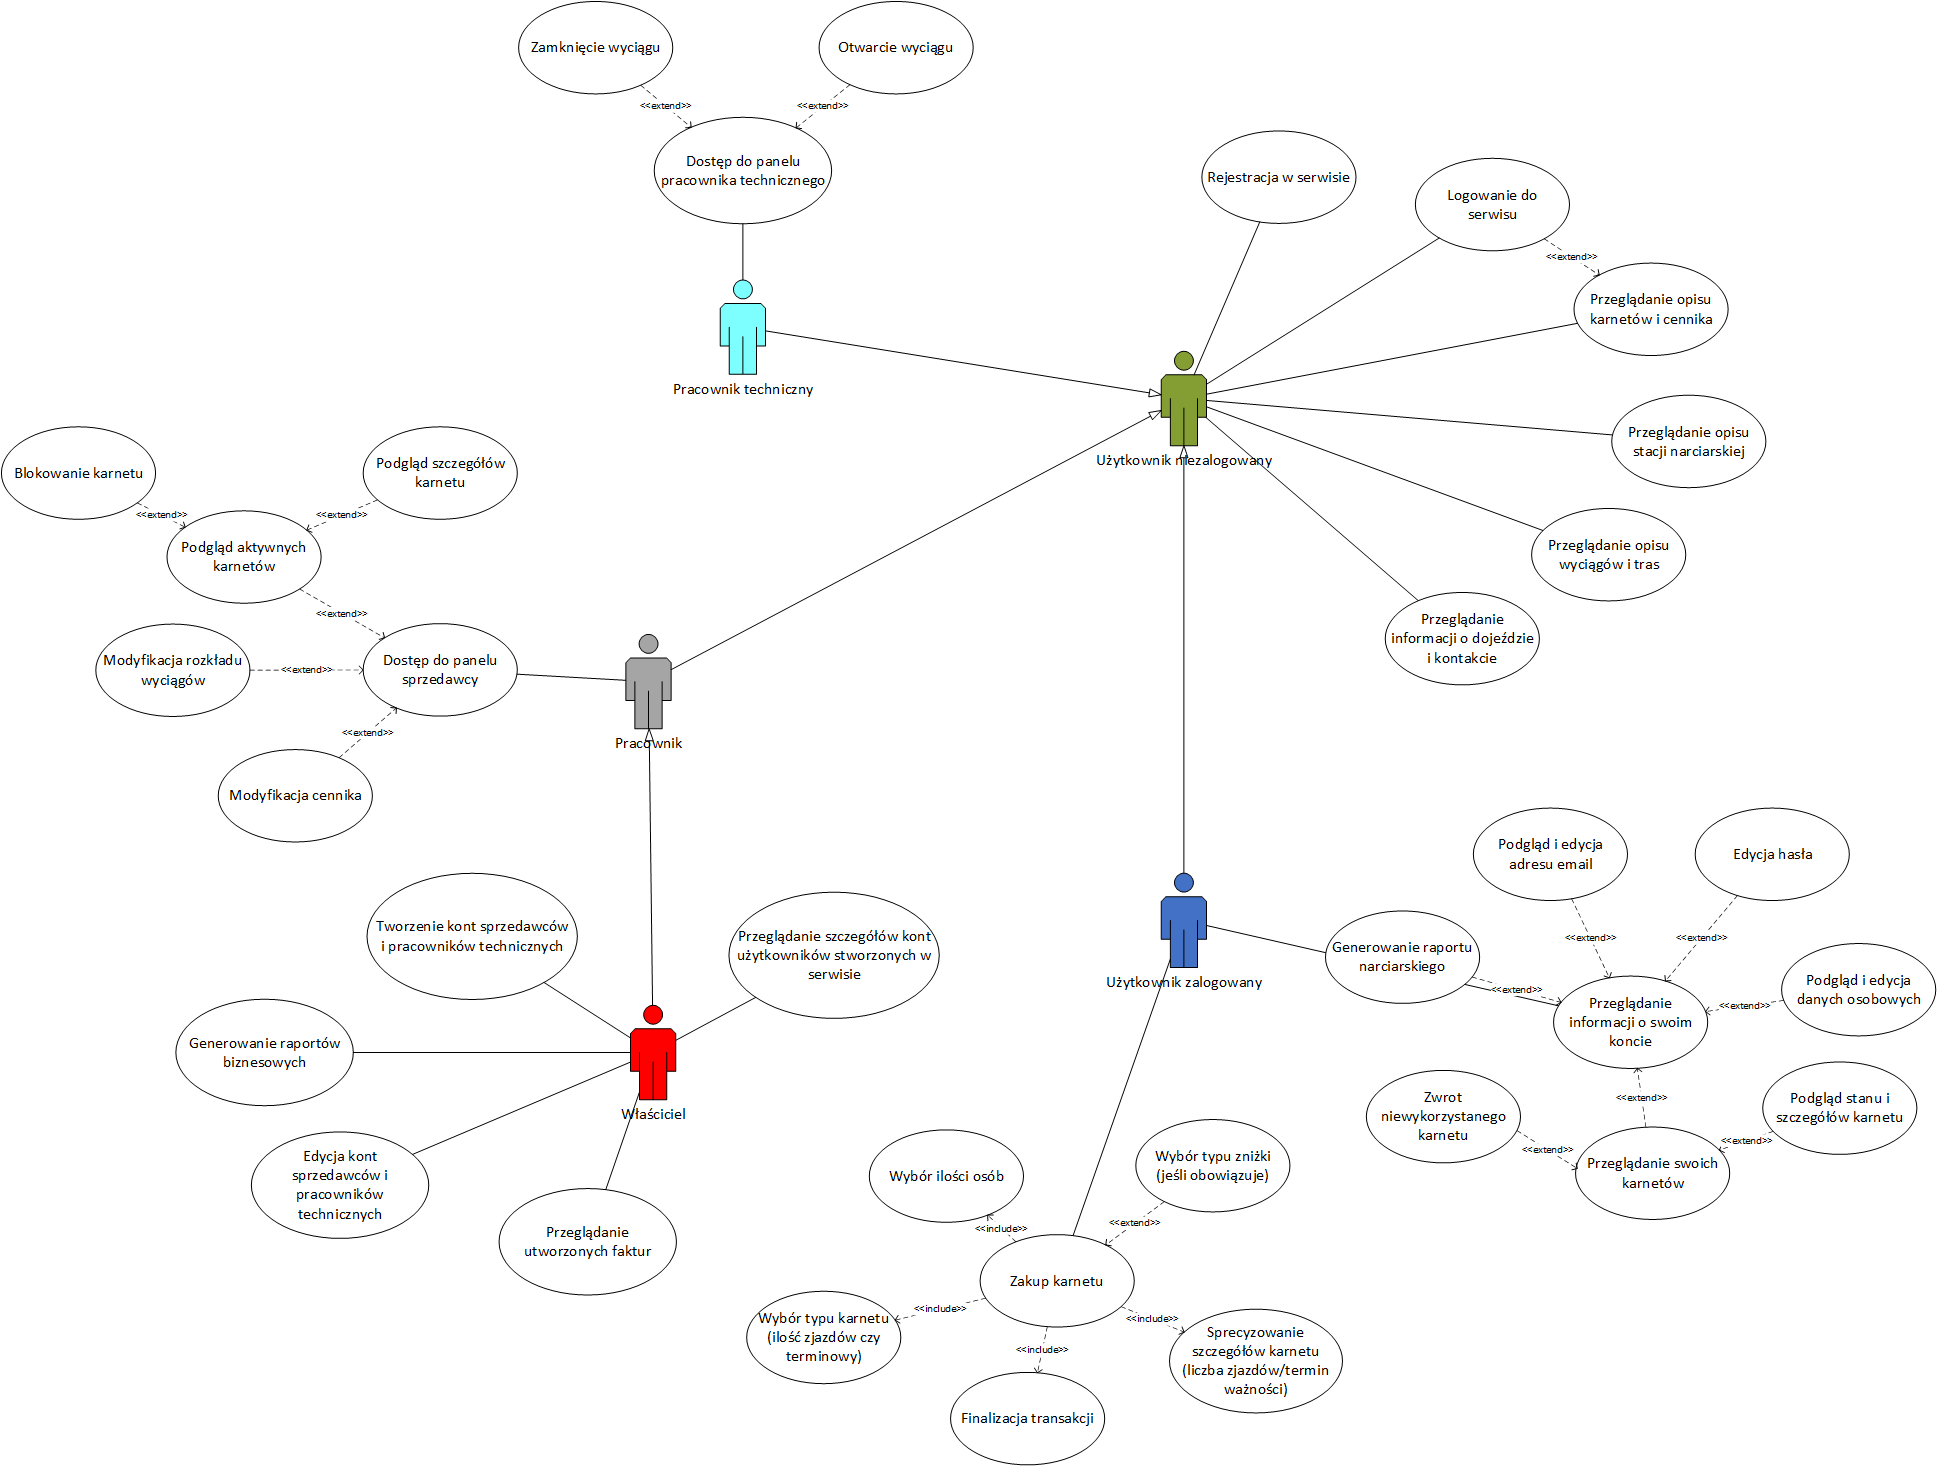 Zamknięcie wyciągu
Otwarcie wyciągu
<<extend>>
<<extend>>
Dostęp do panelu
pracownika technicznego
Rejestracja w serwisie
Logowanie do
serwisu
<<extend>>
Przeglądanie opisu
karnetów i cennika
Pracownik techniczny
Użytkownik niezalogowany
Przeglądanie opisu
stacji narciarskiej
Przeglądanie opisu
wyciągów i tras
Przeglądanie
informacji o dojeździe
i kontakcie
Blokowanie karnetu
Podgląd szczegółów
karnetu
<<extend>>
<<extend>>
Podgląd aktywnych
karnetów
<<extend>>
Modyfikacja rozkładu
wyciągów
<<extend>>
Dostęp do panelu
sprzedawcy
<<extend>>
Modyfikacja cennika
Pracownik
Tworzenie kont sprzedawców
i pracowników technicznych
Przeglądanie szczegółów kont
użytkowników stworzonych w
serwisie
Generowanie raportów
biznesowych
Właściciel
Edycja kont
sprzedawców i
pracowników
technicznych
Przeglądanie
utworzonych faktur
Użytkownik zalogowany
Podgląd i edycja
adresu email
Edycja hasła
<<extend>>
<<extend>>
Generowanie raportu
narciarskiego
<<extend>>
Podgląd i edycja
danych osobowych
<<extend>>
Przeglądanie
informacji o swoim
koncie
<<extend>>
Zwrot
niewykorzystanego
karnetu
Podgląd stanu i
szczegółów karnetu
<<extend>>
<<extend>>
Przeglądanie swoich
karnetów
Wybór ilości osób
Wybór typu zniżki
(jeśli obowiązuje)
<<include>>
<<extend>>
Zakup karnetu
<<include>>
<<include>>
<<include>>
Wybór typu karnetu
(ilość zjazdów czy
terminowy)
Sprecyzowanie
szczegółów karnetu
(liczba zjazdów/termin
ważności)
Finalizacja transakcji